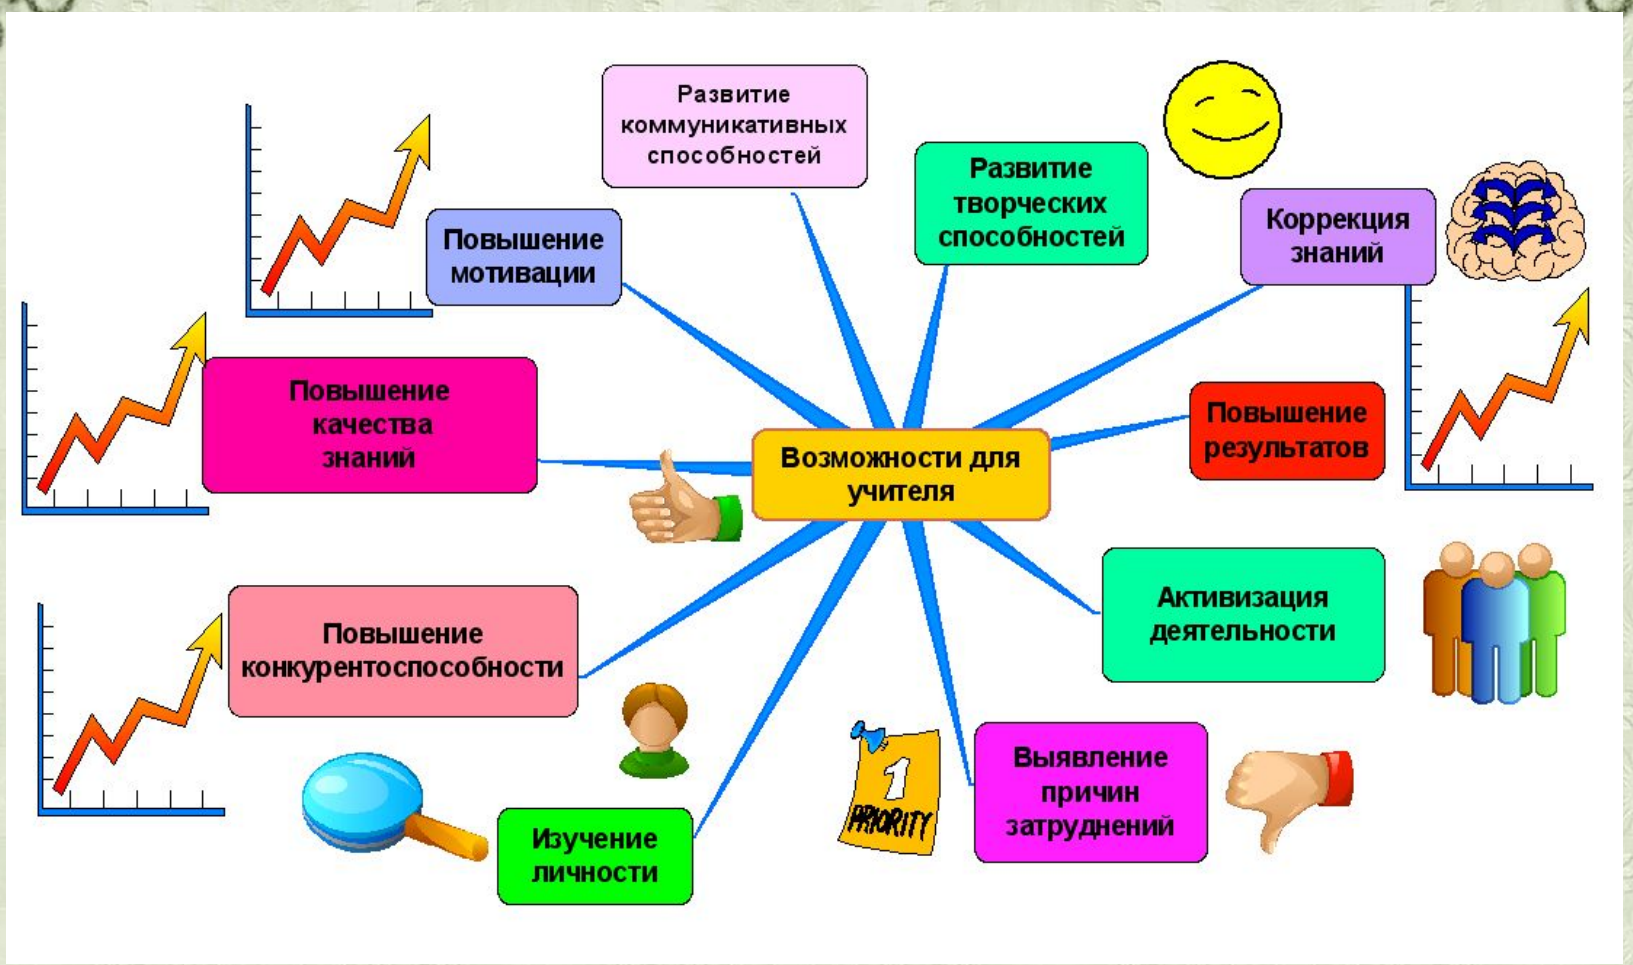 Развитие
коммуникативных
способностей
Развитие
творческих
способностей
Коррекция
знаний
Повышение
мотивации
Повышение
качества
знаний
Повышение
результатов
Возможности для
учителя
Активизация
деятельности
Повышение
конкурентоспособности
Выявление
причин
затруднений
1
PRIORITY
Изучение
личности